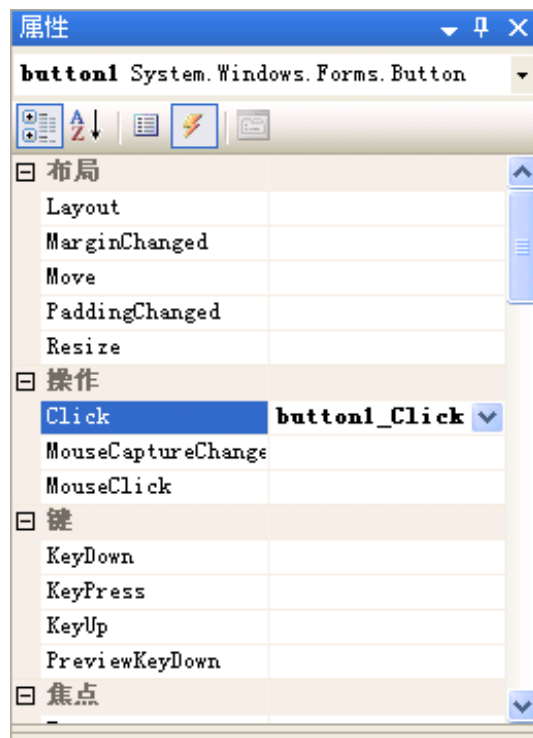 属性
button1 System.Windows.Forms.Button
布局
Layout
MarginChanged
Move
PaddingChanged
Resize
操作
Click button1_Click
MouseCaptureChange
MouseClick
键
KeyDown
KeyPress
KeyUp
PreviewKeyDown
焦点